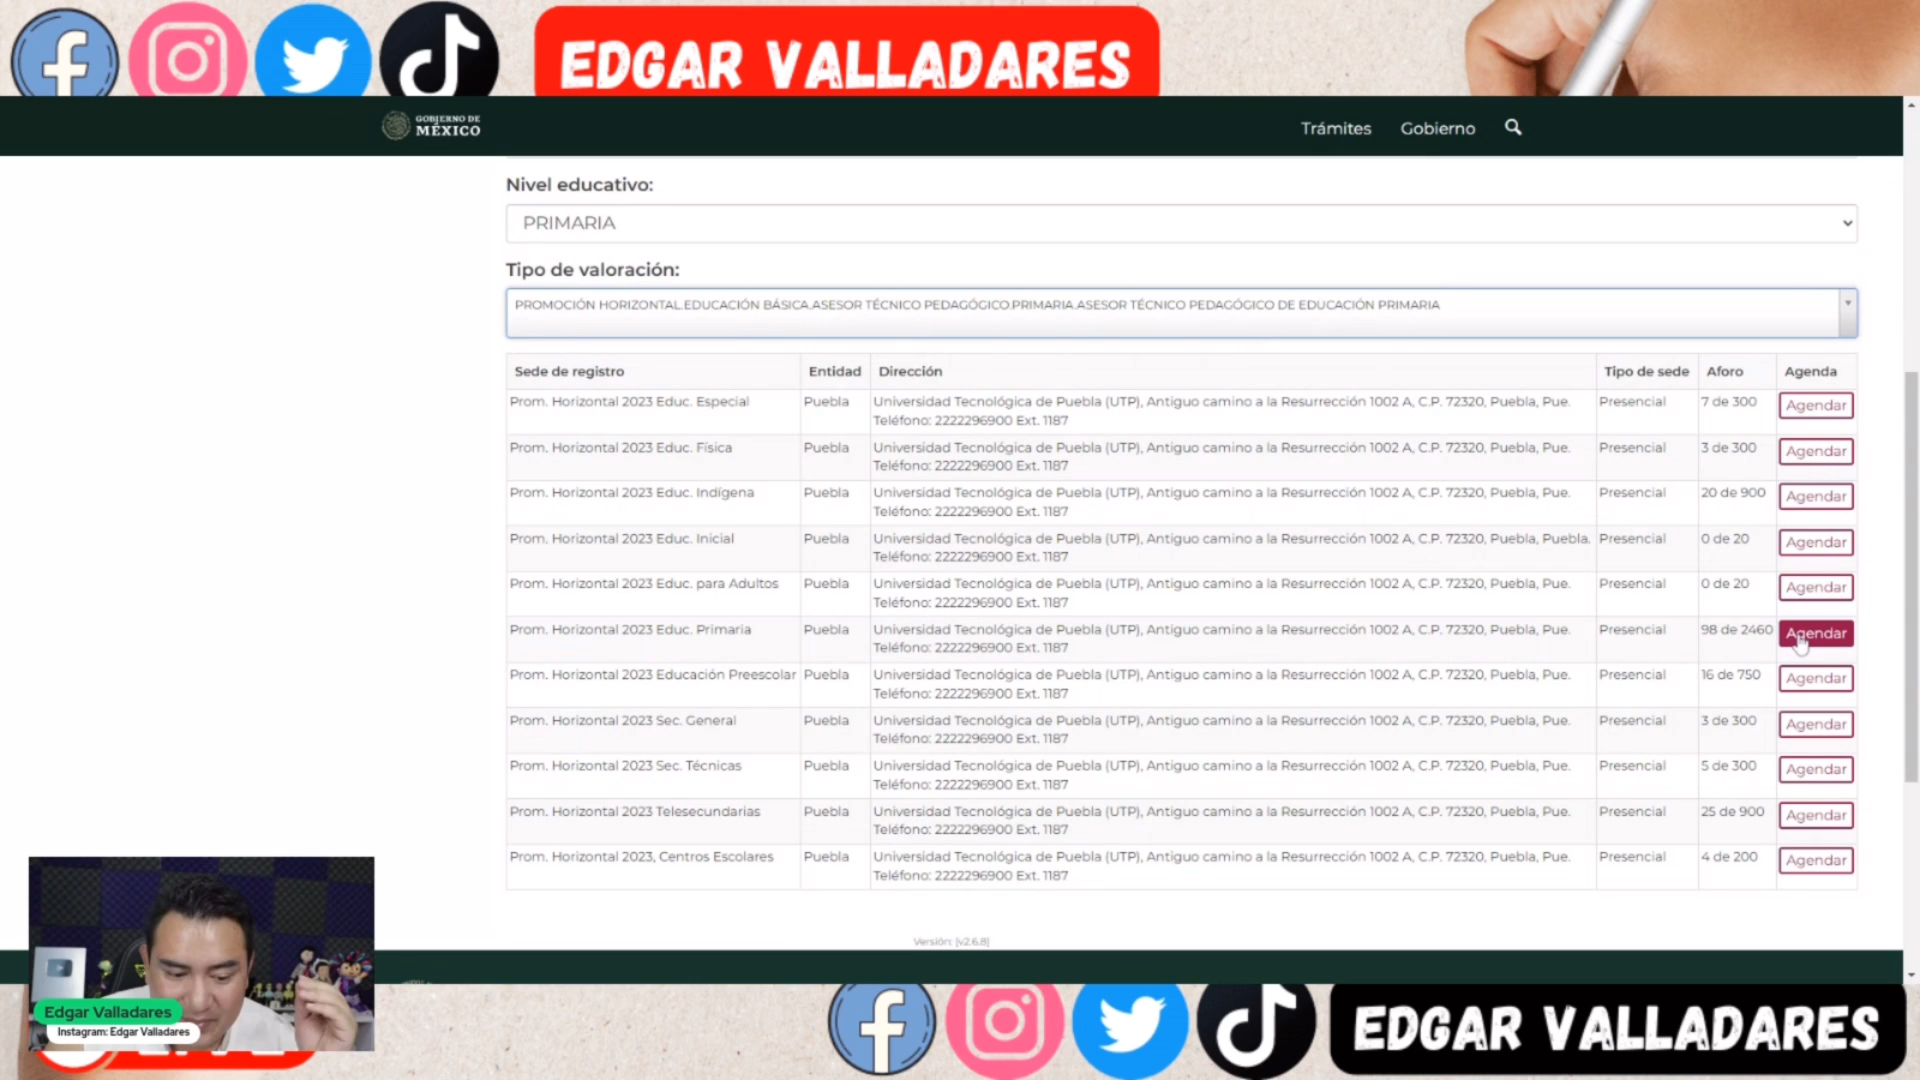 EDGAR VALLADARES
GOBIERNO DE
MÉXICO
Trámites
Gobierno
Nivel educativo:
PRIMARIA
Tipo de valoración:
PROMOCIÓN HORIZONTAL.EDUCACIÓN BÁSICA.ASESOR TÉCNICO PEDAGÓGICO.PRIMARIA.ASESOR TÉCNICO PEDAGÓGICO DE EDUCACIÓN PRIMARIA
Sede de registro Entidad Dirección Tipo de sede Aforo Agenda
Prom. Horizontal 2023 Educ. Especial Puebla Universidad Tecnológica de Puebla (UTP), Antiguo camino a la Resurrección 1002 A, C.P. 72320, Puebla, Pue. Presencial 7 de 300 Agendar
Teléfono: 2222296900 Ext. 1187
Prom. Horizontal 2023 Educ. Física Puebla Universidad Tecnológica de Puebla (UTP), Antiguo camino a la Resurrección 1002 A, C.P. 72320, Puebla, Pue. Presencial 3 de 300 Agendar
Teléfono: 2222296900 Ext. 1187
Prom. Horizontal 2023 Educ. Indígena Puebla Universidad Tecnológica de Puebla (UTP), Antiguo camino a la Resurrección 1002 A, C.P. 72320, Puebla, Pue. Presencial 20 de 900 Agendar
Teléfono: 2222296900 Ext. 1187
Prom. Horizontal 2023 Educ. Inicial Puebla Universidad Tecnológica de Puebla (UTP), Antiguo camino a la Resurrección 1002 A, C.P. 72320, Puebla, Puebla. Presencial 0 de 20 Agendar
Teléfono: 2222296900 Ext. 1187
Prom. Horizontal 2023 Educ. para Adultos Puebla Universidad Tecnológica de Puebla (UTP), Antiguo camino a la Resurrección 1002 A, C.P. 72320, Puebla, Pue. Presencial 0 de 20 Agendar
Teléfono: 2222296900 Ext. 1187
Prom. Horizontal 2023 Educ. Primaria Puebla Universidad Tecnológica de Puebla (UTP), Antiguo camino a la Resurrección 1002 A, C.P. 72320, Puebla, Pue. Presencial 98 de 2460 Agendar
Teléfono: 2222296900 Ext. 1187
Prom. Horizontal 2023 Educación Preescolar Puebla Universidad Tecnológica de Puebla (UTP), Antiguo camino a la Resurrección 1002 A, C.P. 72320, Puebla, Pue. Presencial 16 de 750 Agendar
Teléfono: 2222296900 Ext. 1187
Prom. Horizontal 2023 Sec. General Puebla Universidad Tecnológica de Puebla (UTP), Antiguo camino a la Resurrección 1002 A, C.P. 72320, Puebla, Pue. Presencial 3 de 300 Agendar
Teléfono: 2222296900 Ext. 1187
Prom. Horizontal 2023 Sec. Técnicas Puebla Universidad Tecnológica de Puebla (UTP), Antiguo camino a la Resurrección 1002 A, C.P. 72320, Puebla, Pue. Presencial 5 de 300 Agendar
Teléfono: 2222296900 Ext. 1187
Prom. Horizontal 2023 Telesecundarias Puebla Universidad Tecnológica de Puebla (UTP), Antiguo camino a la Resurrección 1002 A, C.P. 72320, Puebla, Pue. Presencial 25 de 900 Agendar
Teléfono: 2222296900 Ext. 1187
Prom. Horizontal 2023, Centros Escolares Puebla Universidad Tecnológica de Puebla (UTP), Antiguo camino a la Resurrección 1002 A, C.P. 72320, Puebla, Pue. Presencial 4 de 200 Agendar
Teléfono: 2222296900 Ext. 1187
Versión: [v2.6.8]
Edgar Valladares
Instagram: Edgar Valladares
EDGAR VALLADARES